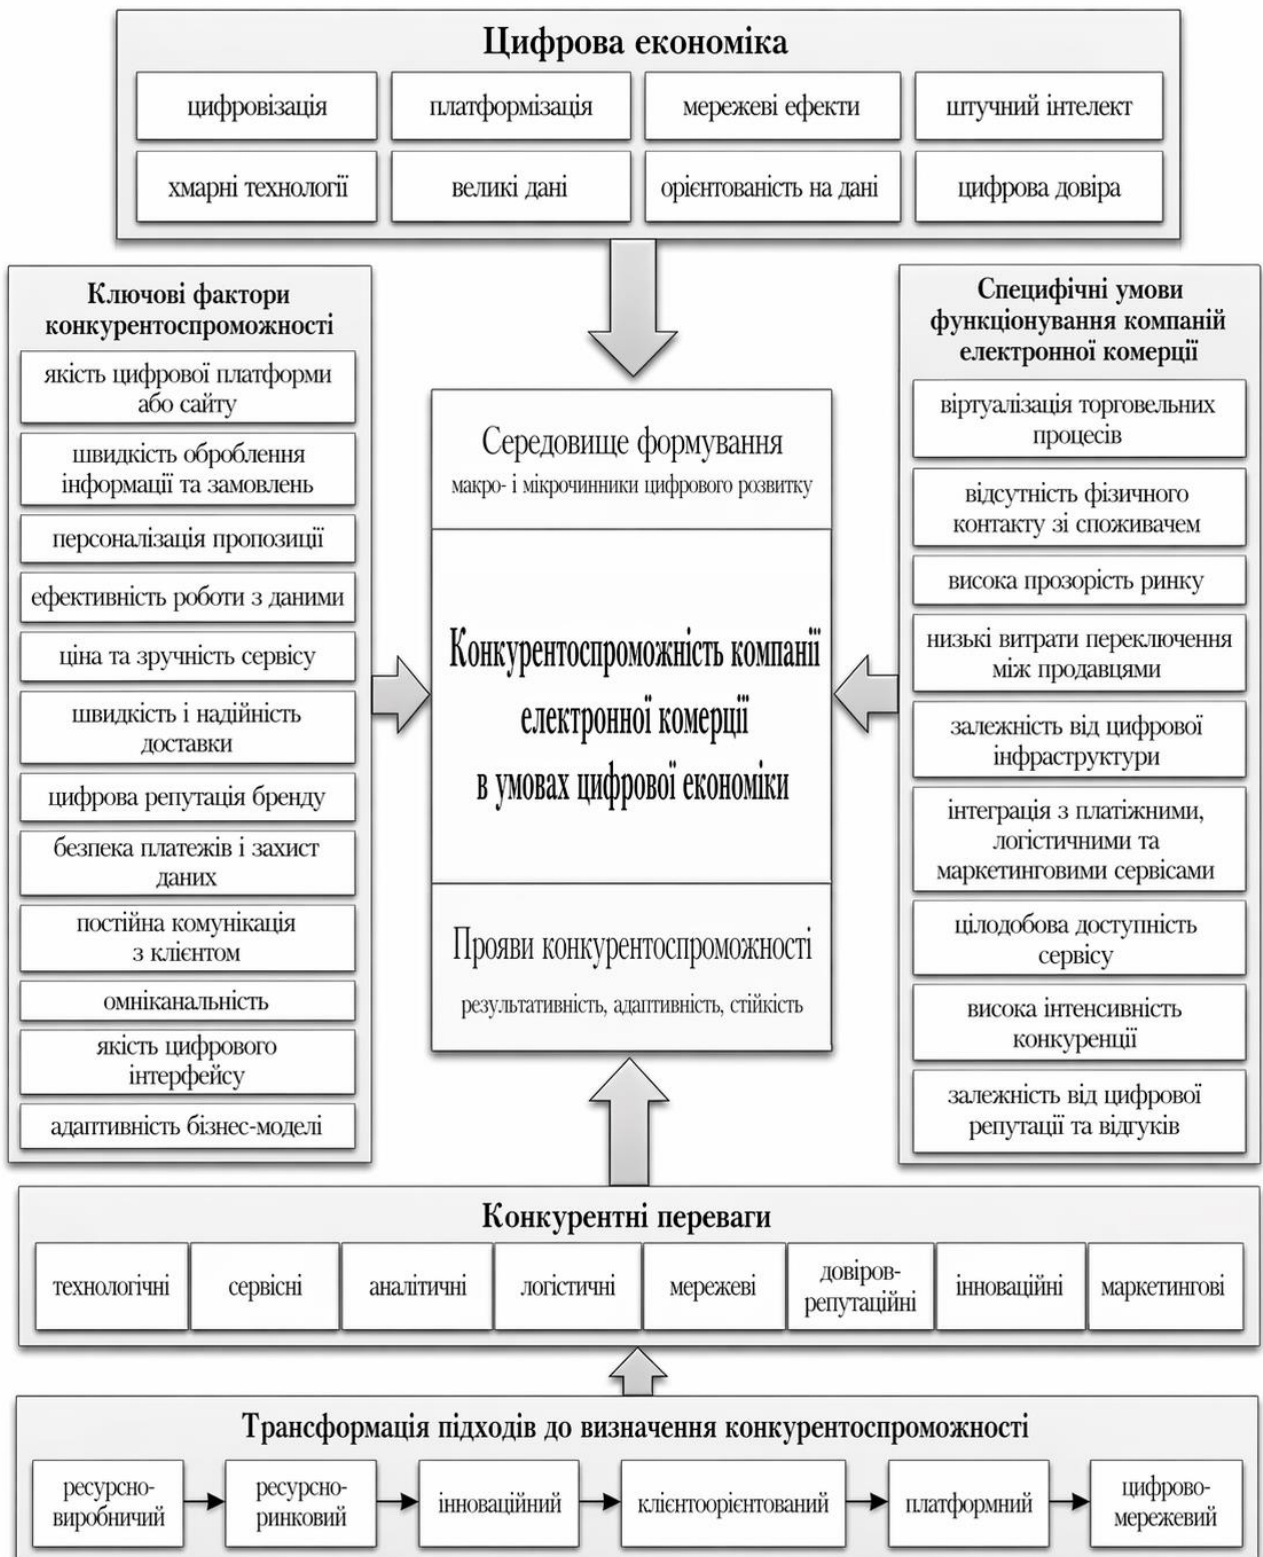 Цифрова економіка
цифровізація
платформізація
мережеві ефекти
штучний інтелект
хмарні технології
великі дані
орієнтованість на дані
цифрова довіра
Ключові фактори
конкурентоспроможності
якість цифрової платформи
або сайту
швидкість оброблення
інформації та замовлень
персоналізація пропозиції
ефективність роботи з даними
ціна та зручність сервісу
швидкість і надійність
доставки
цифрова репутація бренду
безпека платежів і захист
даних
постійна комунікація
з клієнтом
омніканальність
якість цифрового
інтерфейсу
адаптивність бізнес-моделі
Середовище формування
макро- і мікрочинники цифрового розвитку
Конкурентоспроможність компанії
електронної комерції
в умовах цифрової економіки
Прояви конкурентоспроможності
результативність, адаптивність, стійкість
Специфічні умови
функціонування компаній
електронної комерції
віртуалізація торговельних
процесів
відсутність фізичного
контакту зі споживачем
висока прозорість ринку
низькі витрати переключення
між продавцями
залежність від цифрової
інфраструктури
інтеграція з платіжними,
логістичними та
маркетинговими сервісами
цілодобова доступність
сервісу
висока інтенсивність
конкуренції
залежність від цифрової
репутації та відгуків
Конкурентні переваги
технологічні
сервісні
аналітичні
логістичні
мережеві
довіров-
репутаційні
інноваційні
маркетингові
Трансформація підходів до визначення конкурентоспроможності
ресурсно-
виробничий
ресурсно-
ринковий
інноваційний
клієнтоорієнтований
платформний
цифрово-
мережевий